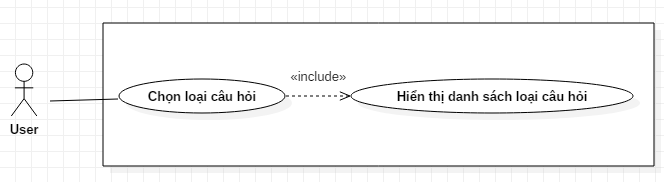 «include»
Chọn loại câu hỏi
Hiển thị danh sách loại câu hỏi
User